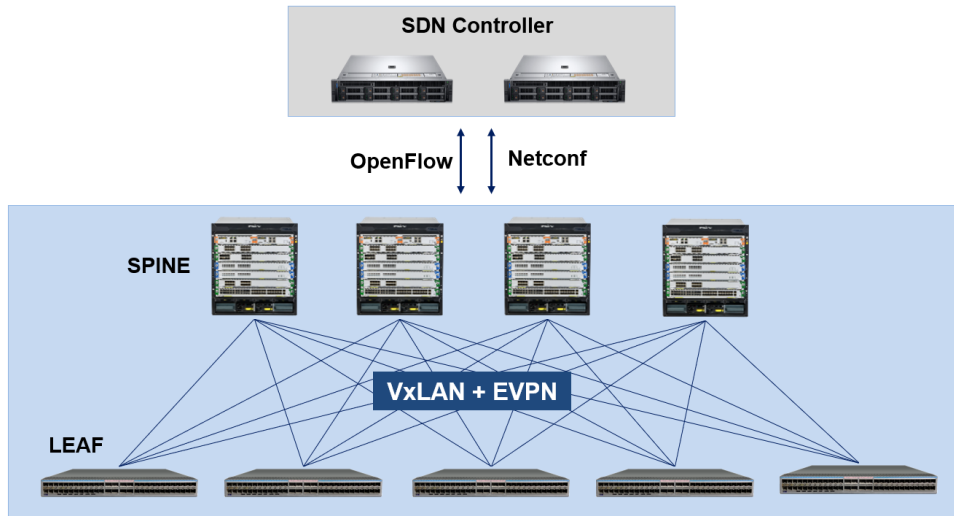 SDN Controller
OpenFlow
Netconf
SPINE
VxLAN + EVPN
LEAF